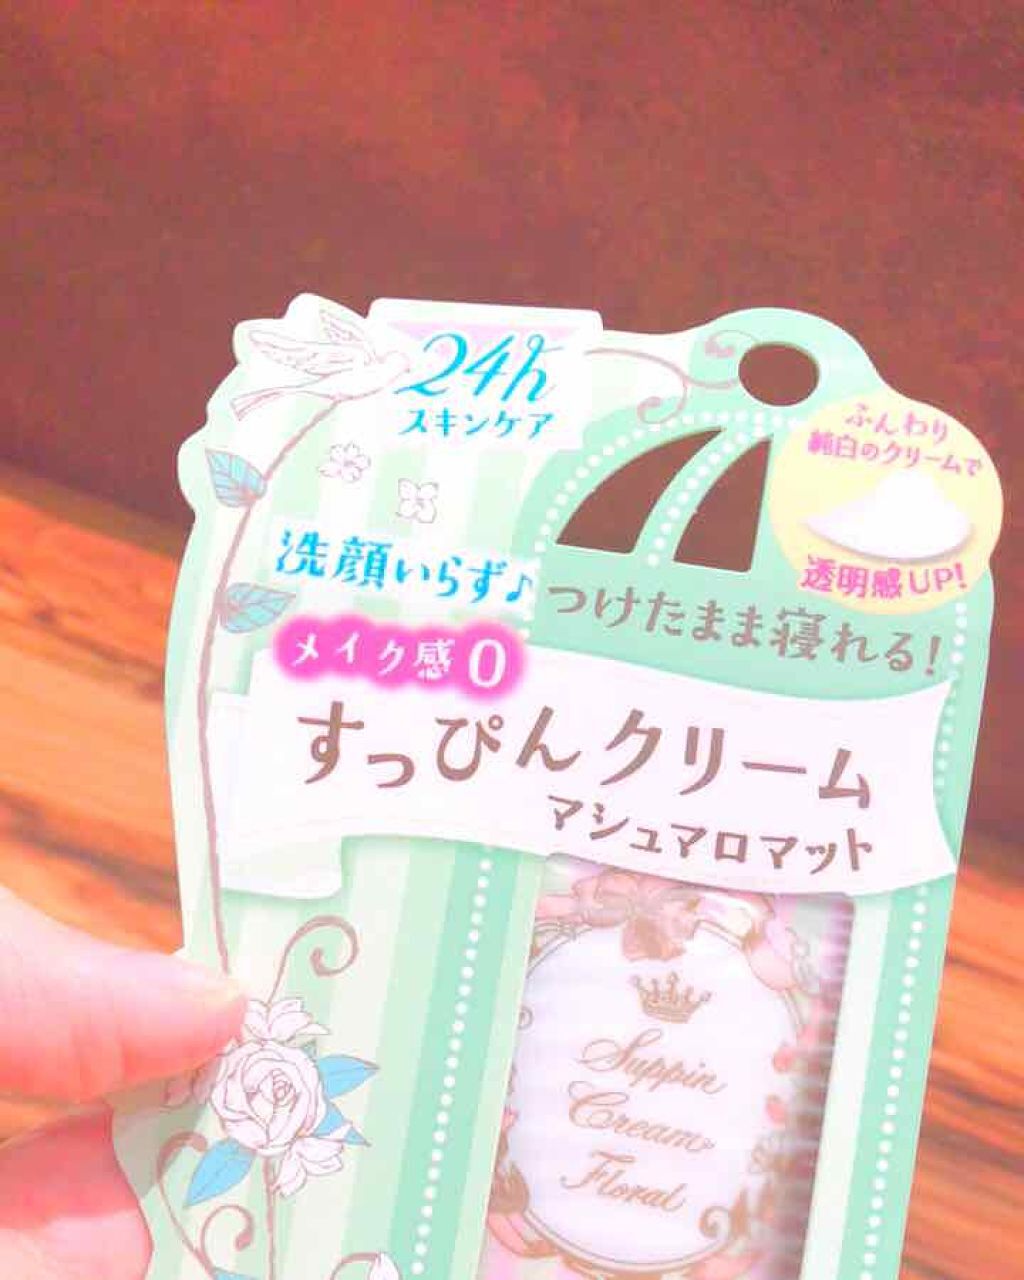 24h
スキンケア
ふんわり
純白のクリームで
透明感UP!
洗顔いらず♪
つけたまま寝れる!
メイク感0
すっぴんクリーム
マシュマロマット
Suppin
Cream
Floral